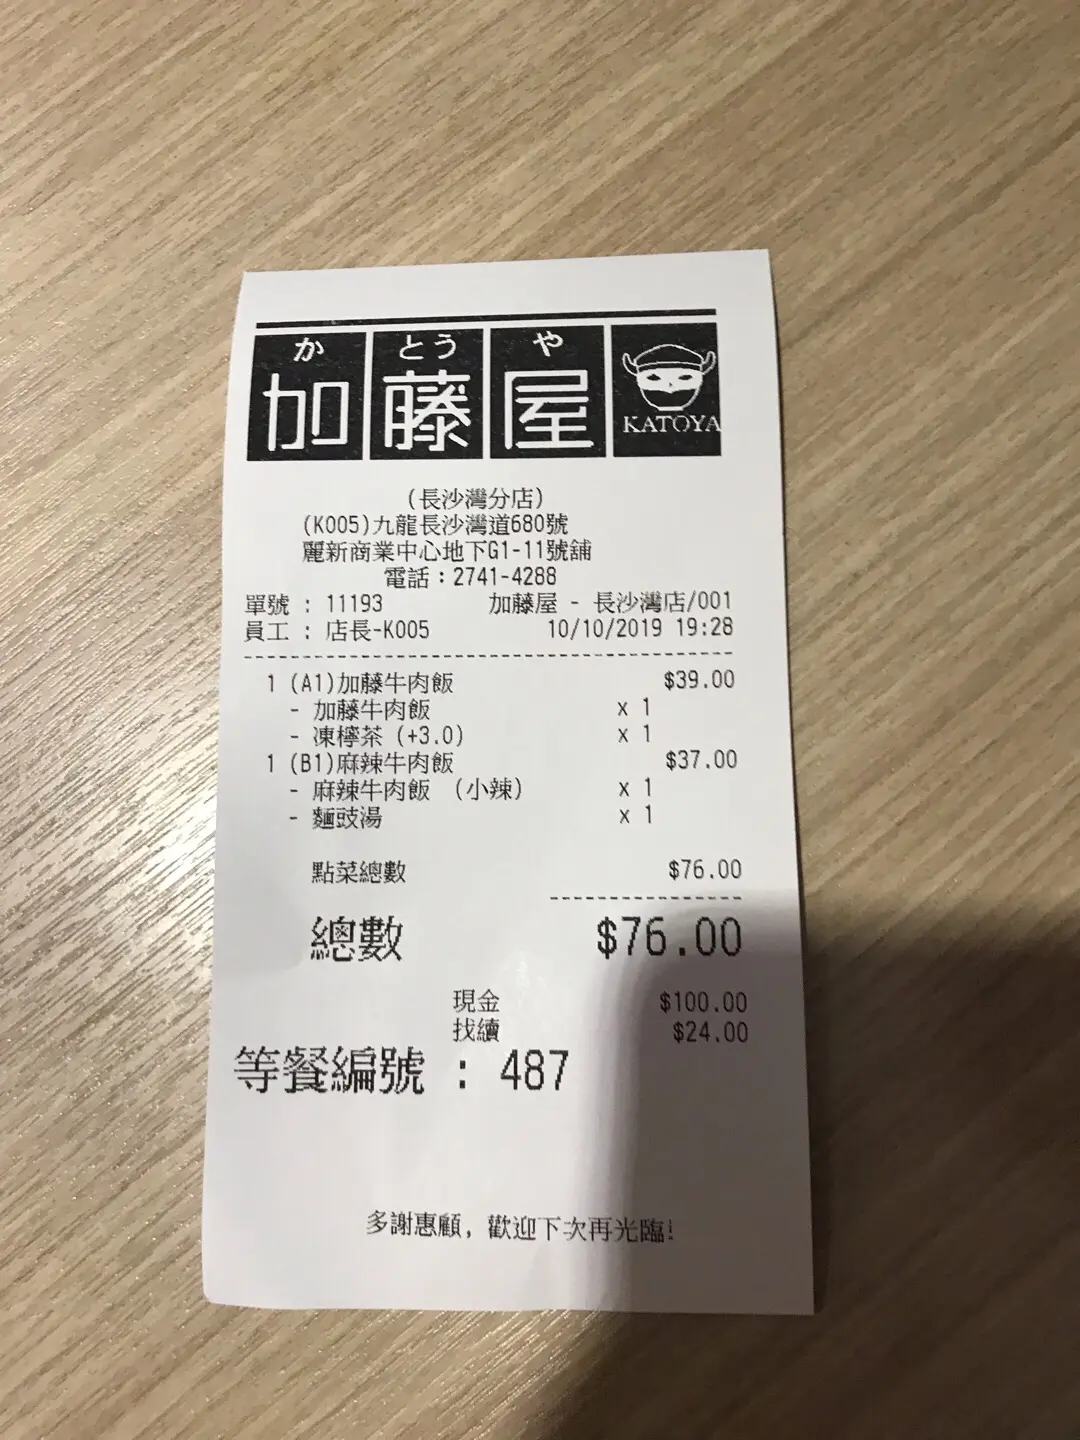 か とう や
加藤屋 KATOYA
(長沙灣分店)
(K005)九龍長沙灣道680號
麗新商業中心地下G1-11號舖
電話：2741-4288
單號 : 11193 加藤屋 - 長沙灣店/001
員工 : 店長-K005 10/10/2019 19:28
1 (A1)加藤牛肉飯 $39.00
- 加藤牛肉飯 x 1
- 凍檸茶 (+3.0) x 1
1 (B1)麻辣牛肉飯 $37.00
- 麻辣牛肉飯 (小辣) x 1
- 麵豉湯 x 1
點菜總數 $76.00
總數 $76.00
現金 $100.00
找續 $24.00
等餐編號 : 487
多謝惠顧, 歡迎下次再光臨!